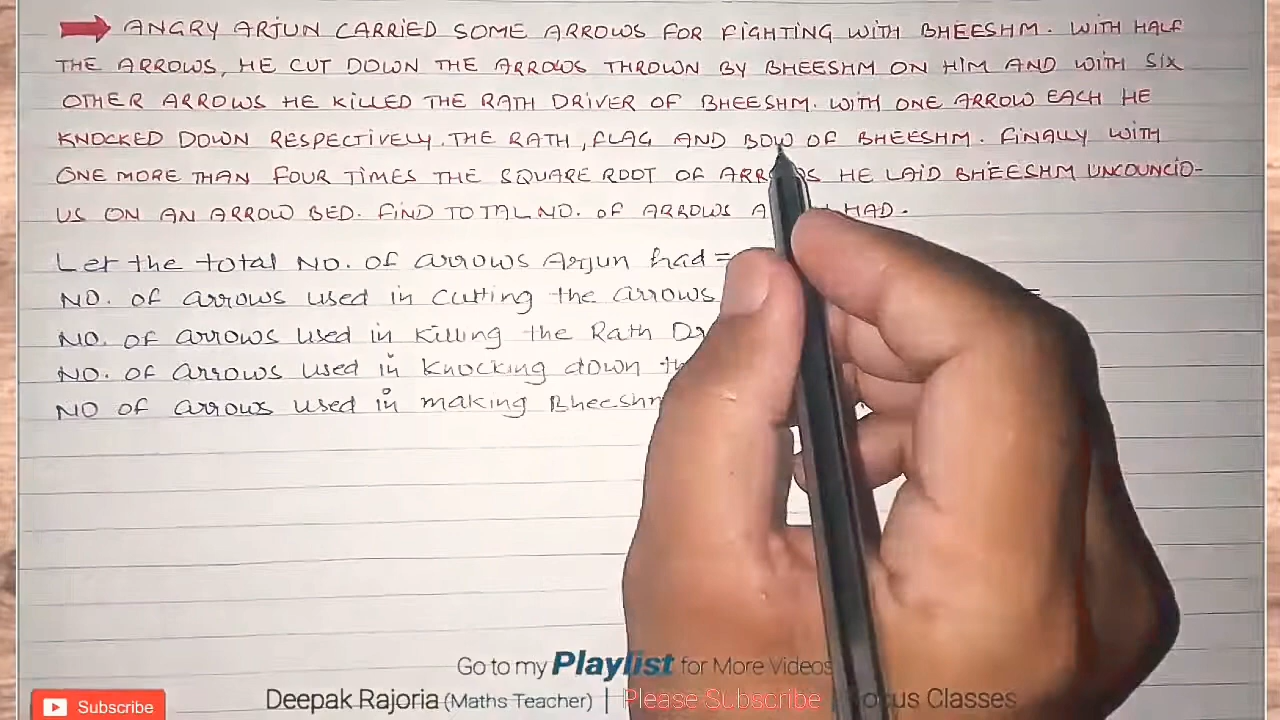 ANGRY ARJUN CARRIED SOME ARROWS FOR FIGHTING WITH BHEESHM. WITH HALF
THE ARROWS, HE CUT DOWN THE ARROWS THROWN BY BHEESHM ON HIM AND WITH SIX
OTHER ARROWS HE KILLED THE RATH DRIVER OF BHEESHM. WITH ONE ARROW EACH HE
KNOCKED DOWN RESPECTIVELY. THE RATH, FLAG AND BOW OF BHEESHM. FINALLY WITH
ONE MORE THAN FOUR TIMES THE SQUARE ROOT OF HE LAID BHEESHM UNCOUNCIO-
US ON AN ARROW BED. FIND TOTAL NO. OF ARROWS HAD.
Let the total NO. of arrows Arjun had =
NO. of arrows used in cutting the arrows
NO. of arrows used in killing the Rath
NO. of arrows used in knocking down
NO of arrows used in making
Go to my Playlist for More Videos
Deepak Rajoria (Maths Teacher) | Please Subscribe Classes
Subscribe